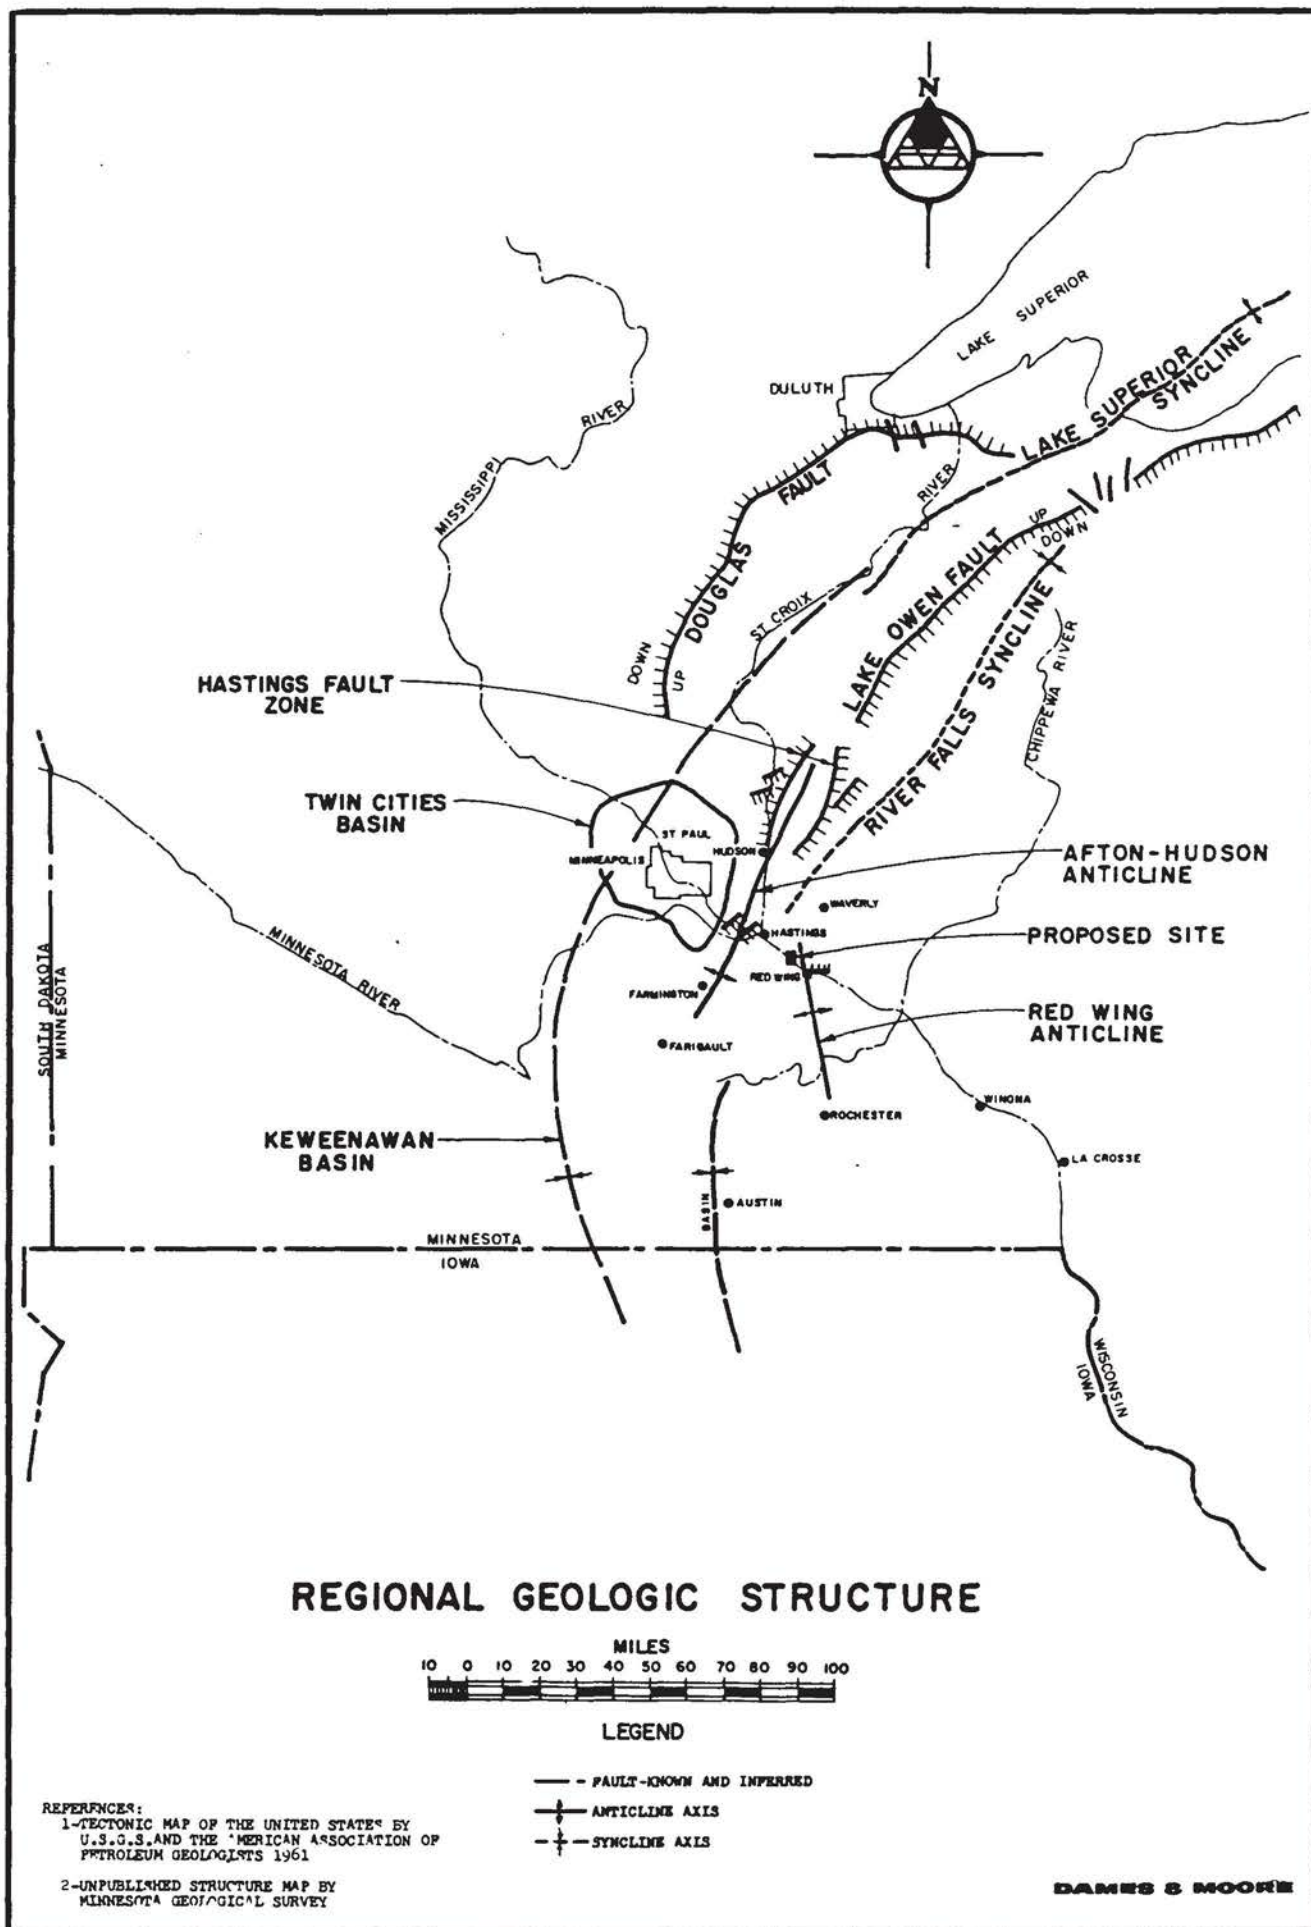 N
LAKE SUPERIOR
DULUTH
LAKE SUPERIOR
SYNCLINE
RIVER
MISSISSIPPI
FAULT
DOUGLAS
RIVER
ST CROIX
UP
DOWN
LAKE OWEN FAULT
DOWN
UP
RIVER FALLS SYNCLINE
CHIPPEWA RIVER
HASTINGS FAULT
ZONE
TWIN CITIES
BASIN
ST PAUL
MINNEAPOLIS
HUDSON
AFTON-HUDSON
ANTICLINE
WAVERLY
HASTINGS
PROPOSED SITE
RED WING
MINNESOTA RIVER
SOUTH DAKOTA
MINNESOTA
FARMINGTON
RED WING
ANTICLINE
FARIBAULT
WINONA
ROCHESTER
KEWEENAWAN
BASIN
LA CROSSE
BASIN
AUSTIN
MINNESOTA
IOWA
WISCONSIN
IOWA
REGIONAL GEOLOGIC STRUCTURE
MILES
10 0 10 20 30 40 50 60 70 80 90 100
LEGEND
FAULT-KNOWN AND INFERRED
ANTICLINE AXIS
SYNCLINE AXIS
REFERENCES:
1-TECTONIC MAP OF THE UNITED STATES BY
U.S.G.S. AND THE AMERICAN ASSOCIATION OF
PETROLEUM GEOLOGISTS 1961
2-UNPUBLISHED STRUCTURE MAP BY
MINNESOTA GEOLOGICAL SURVEY
DAMES & MOORE